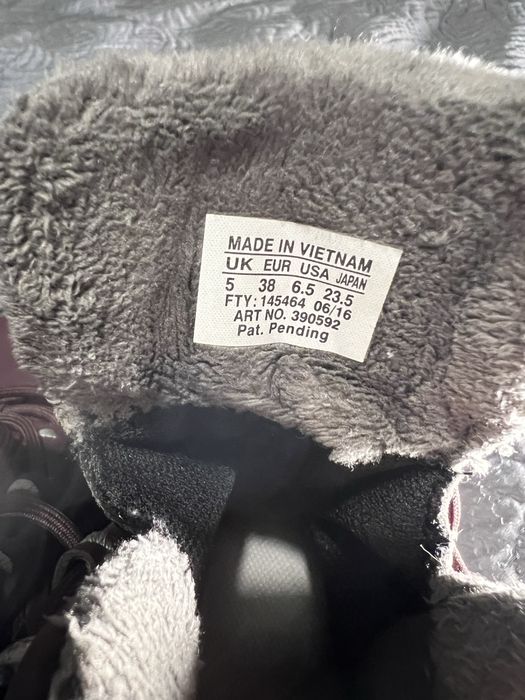 MADE IN VIETNAM
UK EUR USA JAPAN
5 38 6.5 23.5
FTY: 145464 06/16
ART NO. 390592
Pat. Pending